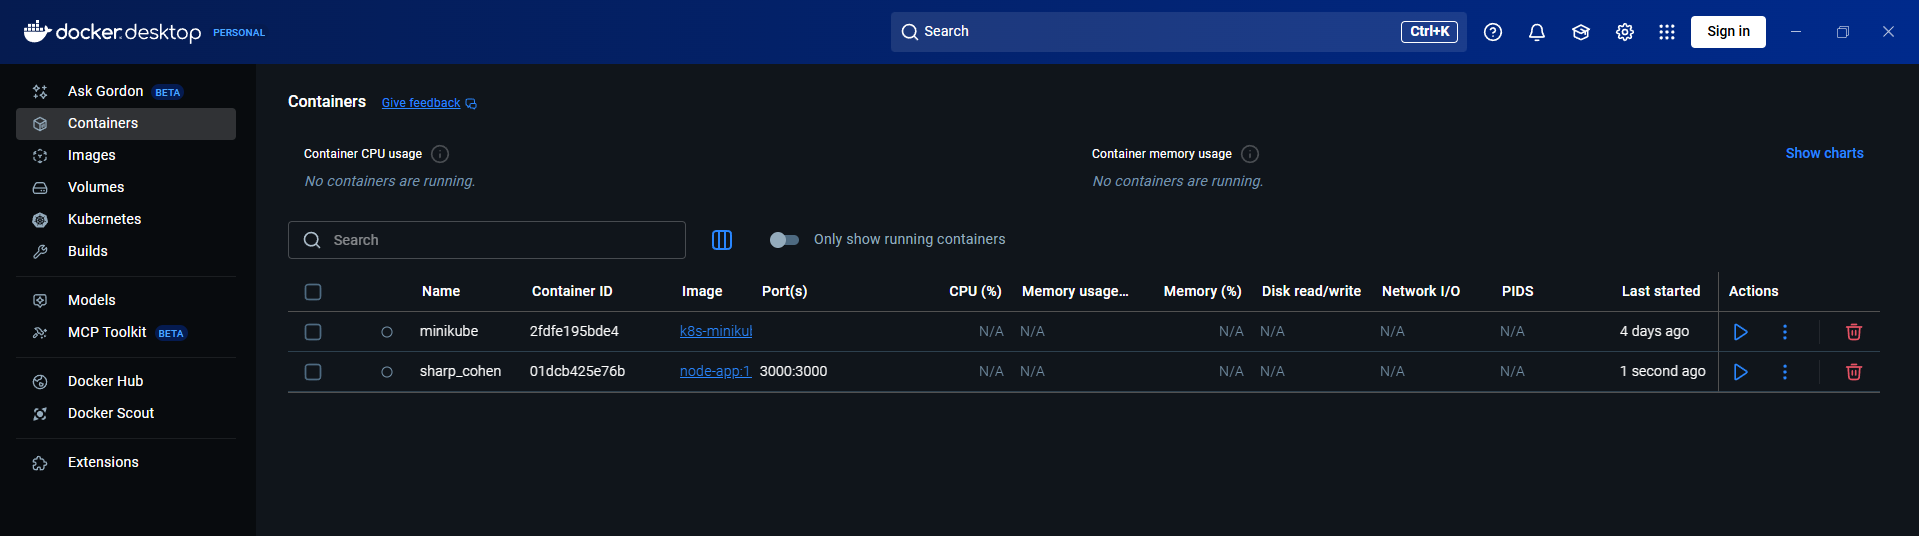 docker desktop PERSONAL Search Ctrl+K Sign in
Ask Gordon BETA
Containers
Images
Volumes
Kubernetes
Builds
Models
MCP Toolkit BETA
Docker Hub
Docker Scout
Extensions
Containers Give feedback
Container CPU usage Container memory usage Show charts
No containers are running. No containers are running.
Search Only show running containers
Name Container ID Image Port(s) CPU (%) Memory usage... Memory (%) Disk read/write Network I/O PIDS Last started Actions
minikube 2fdfe195bde4 k8s-minikub N/A N/A N/A N/A N/A N/A 4 days ago
sharp_cohen 01dcb425e76b node-app:1 3000:3000 N/A N/A N/A N/A N/A N/A 1 second ago